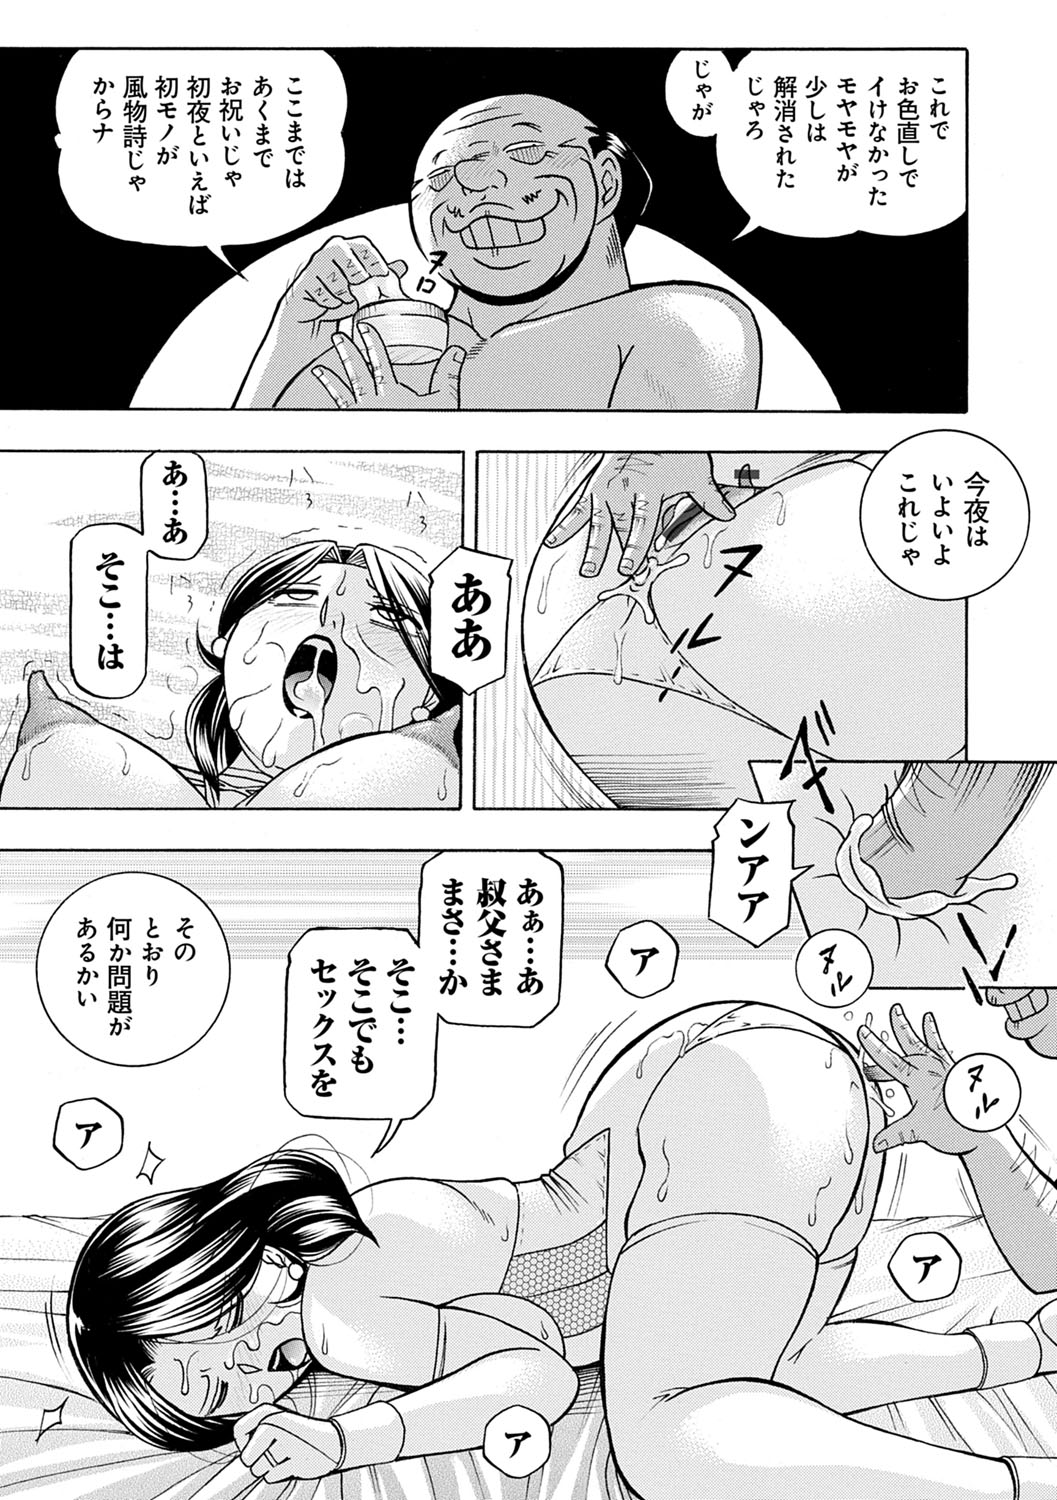 これで
お色直しで
イけなかった
モヤモヤが
少しは
解消された
じゃろ
じゃが
ここまでは
あくまで
お祝いじゃ
初夜といえば
初モノが
風物詩じゃ
からナ
ヌロ
今夜は
いよいよ
これじゃ
ヌル
ああ
あ…あ
そこ…は
ズヌ
ンアア
ヌル
ヌル
あぁ…あ
叔父さま
まさ…か
そこ…
そこでも
セックスを
その
とおり
何か問題が
あるかい
ア
ア
ア
ア